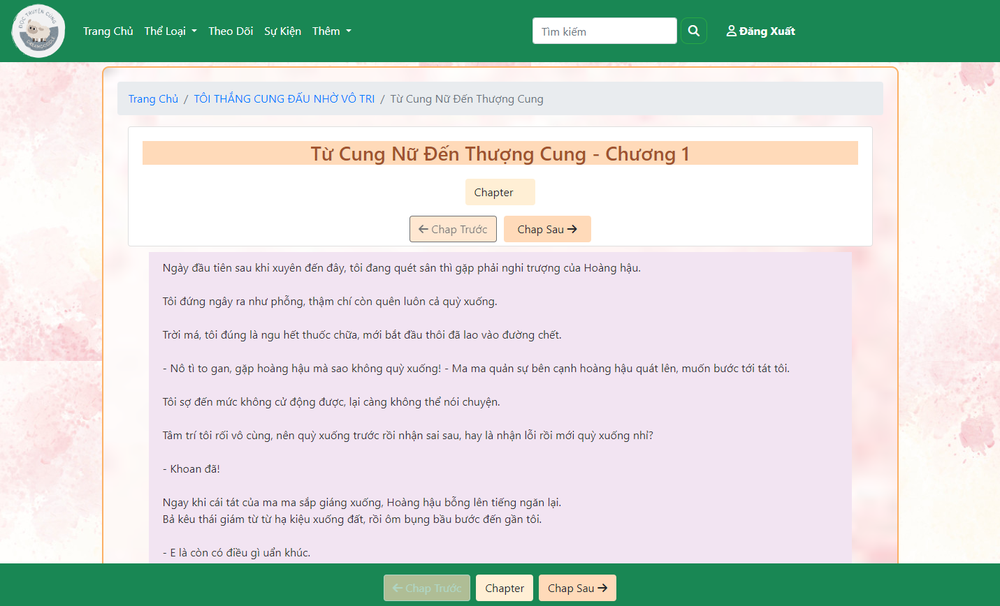 ĐỌC TRUYỆN CÙNG
Trang Chủ Thể Loại Theo Dõi Sự Kiện Thêm Tìm kiếm Đăng Xuất
Trang Chủ / TÔI THẮNG CUNG ĐẤU NHỜ VÔ TRI / Từ Cung Nữ Đến Thượng Cung
Từ Cung Nữ Đến Thượng Cung - Chương 1
Chapter
← Chap Trước Chap Sau →
Ngày đầu tiên sau khi xuyên đến đây, tôi đang quét sân thì gặp phải nghi trượng của Hoàng hậu.
Tôi đứng ngây ra như phỗng, thậm chí còn quên luôn cả quỳ xuống.
Trời má, tôi đúng là ngu hết thuốc chữa, mới bắt đầu thôi đã lao vào đường chết.
- Nô tì to gan, gặp hoàng hậu mà sao không quỳ xuống! - Ma ma quản sự bên cạnh hoàng hậu quát lên, muốn bước tới tát tôi.
Tôi sợ đến mức không cử động được, lại càng không thể nói chuyện.
Tâm trí tôi rối vô cùng, nên quỳ xuống trước rồi nhận sai sau, hay là nhận lỗi rồi mới quỳ xuống nhỉ?
- Khoan đã!
Ngay khi cái tát của ma ma sắp giáng xuống, Hoàng hậu bỗng lên tiếng ngăn lại.
Bả kêu thái giám từ từ hạ kiệu xuống đất, rồi ôm bụng bầu bước đến gần tôi.
- E là còn có điều gì uẩn khúc.
← Chap Trước Chapter Chap Sau →